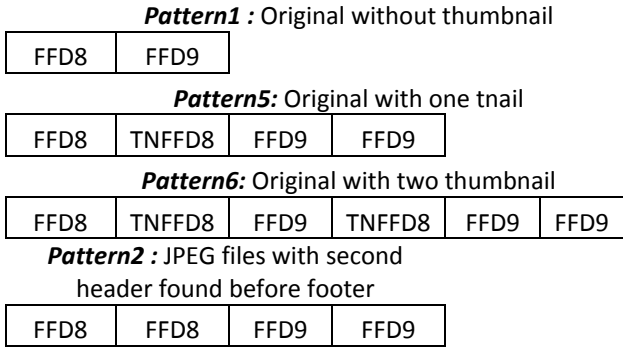 Pattern1 : Original without thumbnail
FFD8 FFD9
Pattern5: Original with one tnail
FFD8 TNFFD8 FFD9 FFD9
Pattern6: Original with two thumbnail
FFD8 TNFFD8 FFD9 TNFFD8 FFD9 FFD9
Pattern2 : JPEG files with second
header found before footer
FFD8 FFD8 FFD9 FFD9